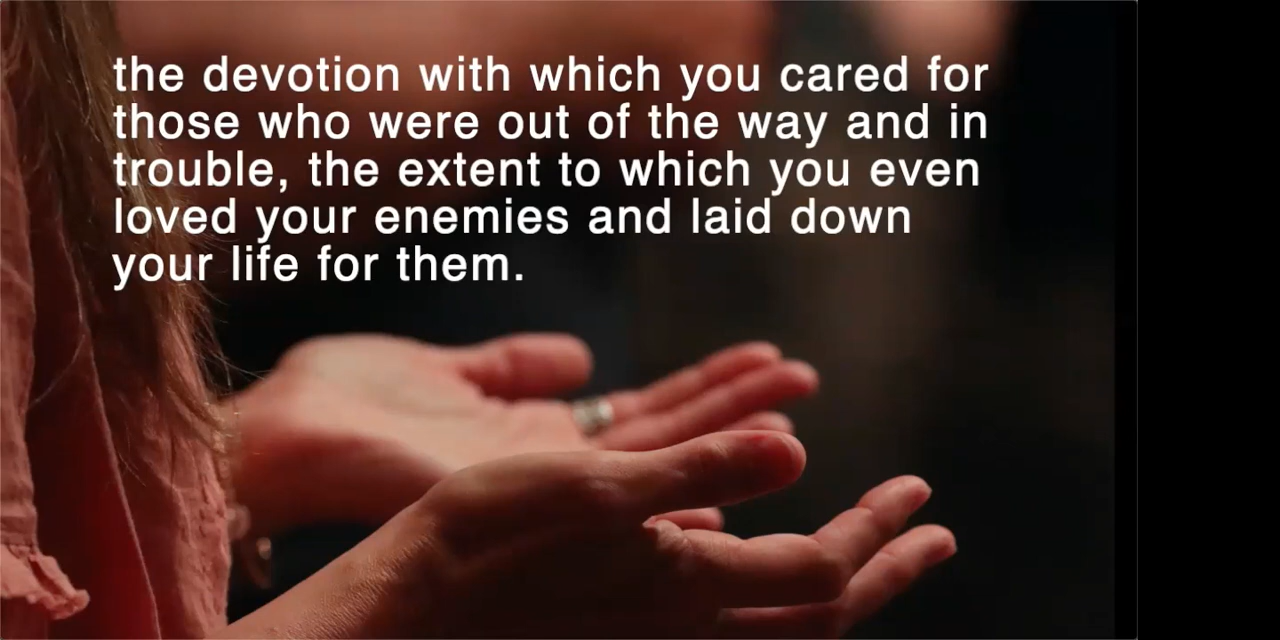 the devotion with which you cared for
those who were out of the way and in
trouble, the extent to which you even
loved your enemies and laid down
your life for them.